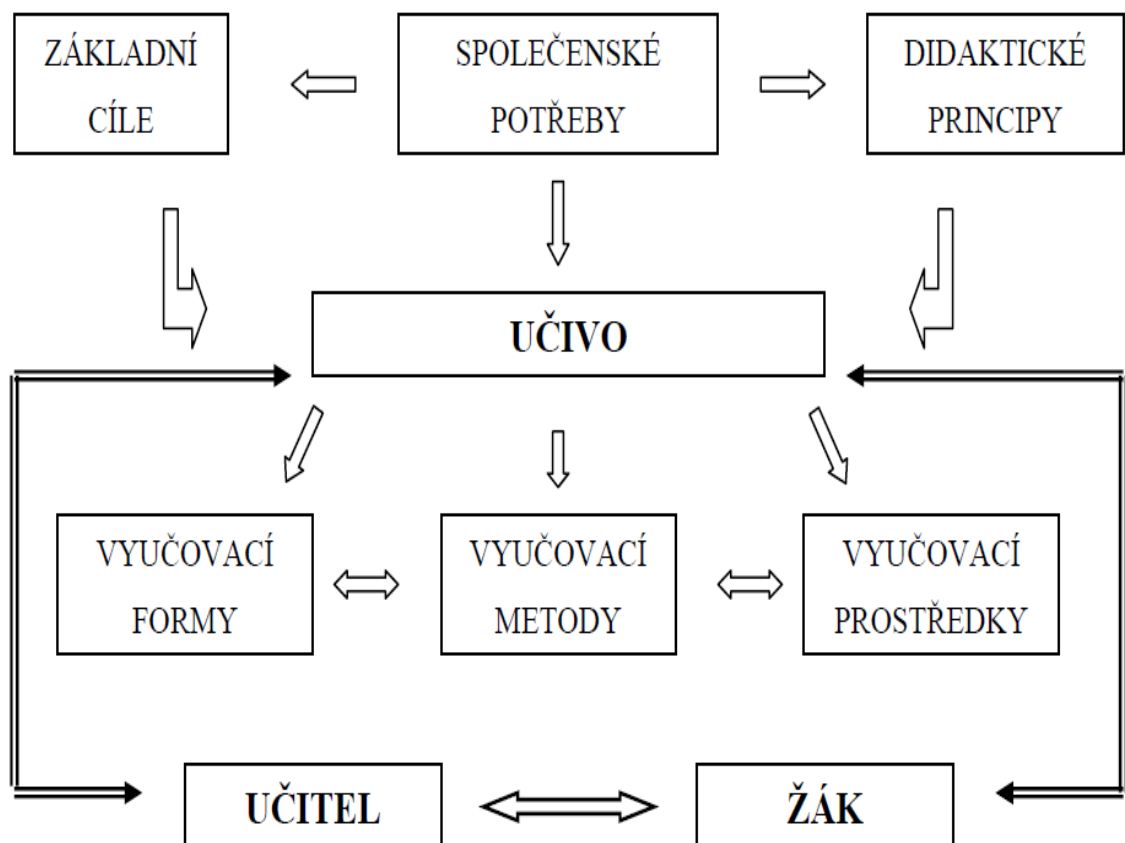 ZÁKLADNÍ
CÍLE
SPOLEČENSKÉ
POTŘEBY
DIDAKTICKÉ
PRINCIPY
UČIVO
VYUČOVACÍ
FORMY
VYUČOVACÍ
METODY
VYUČOVACÍ
PROSTŘEDKY
UČITEL
ŽÁK